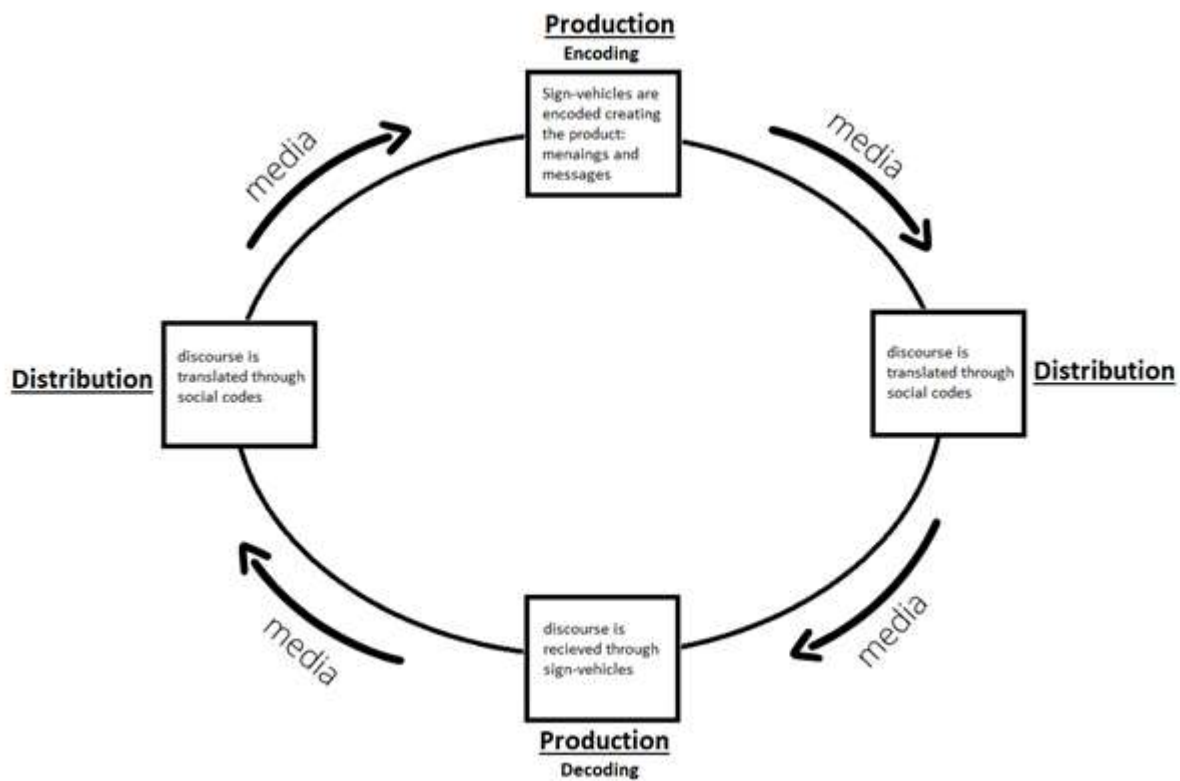 Production
Encoding
Sign-vehicles are
encoded creating
the product:
menaings and
messages
media
media
Distribution
discourse is
translated through
social codes
discourse is
translated through
social codes
Distribution
media
media
discourse is
recieved through
sign-vehicles
Production
Decoding